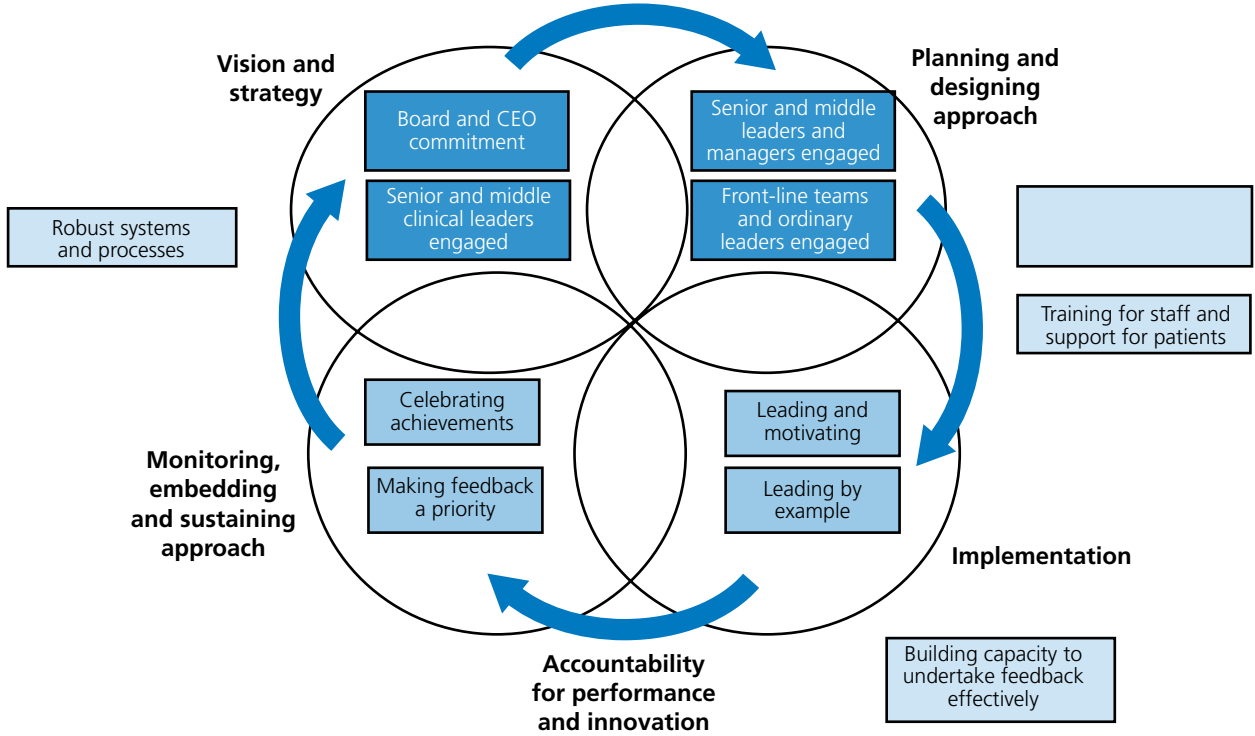 Vision and
strategy
Board and CEO
commitment
Senior and middle
clinical leaders
engaged
Planning and
designing
approach
Senior and middle
leaders and
managers engaged
Front-line teams
and ordinary
leaders engaged
Robust systems
and processes
Training for staff and
support for patients
Celebrating
achievements
Making feedback
a priority
Leading and
motivating
Leading by
example
Monitoring,
embedding
and sustaining
approach
Implementation
Accountability
for performance
and innovation
Building capacity to
undertake feedback
effectively